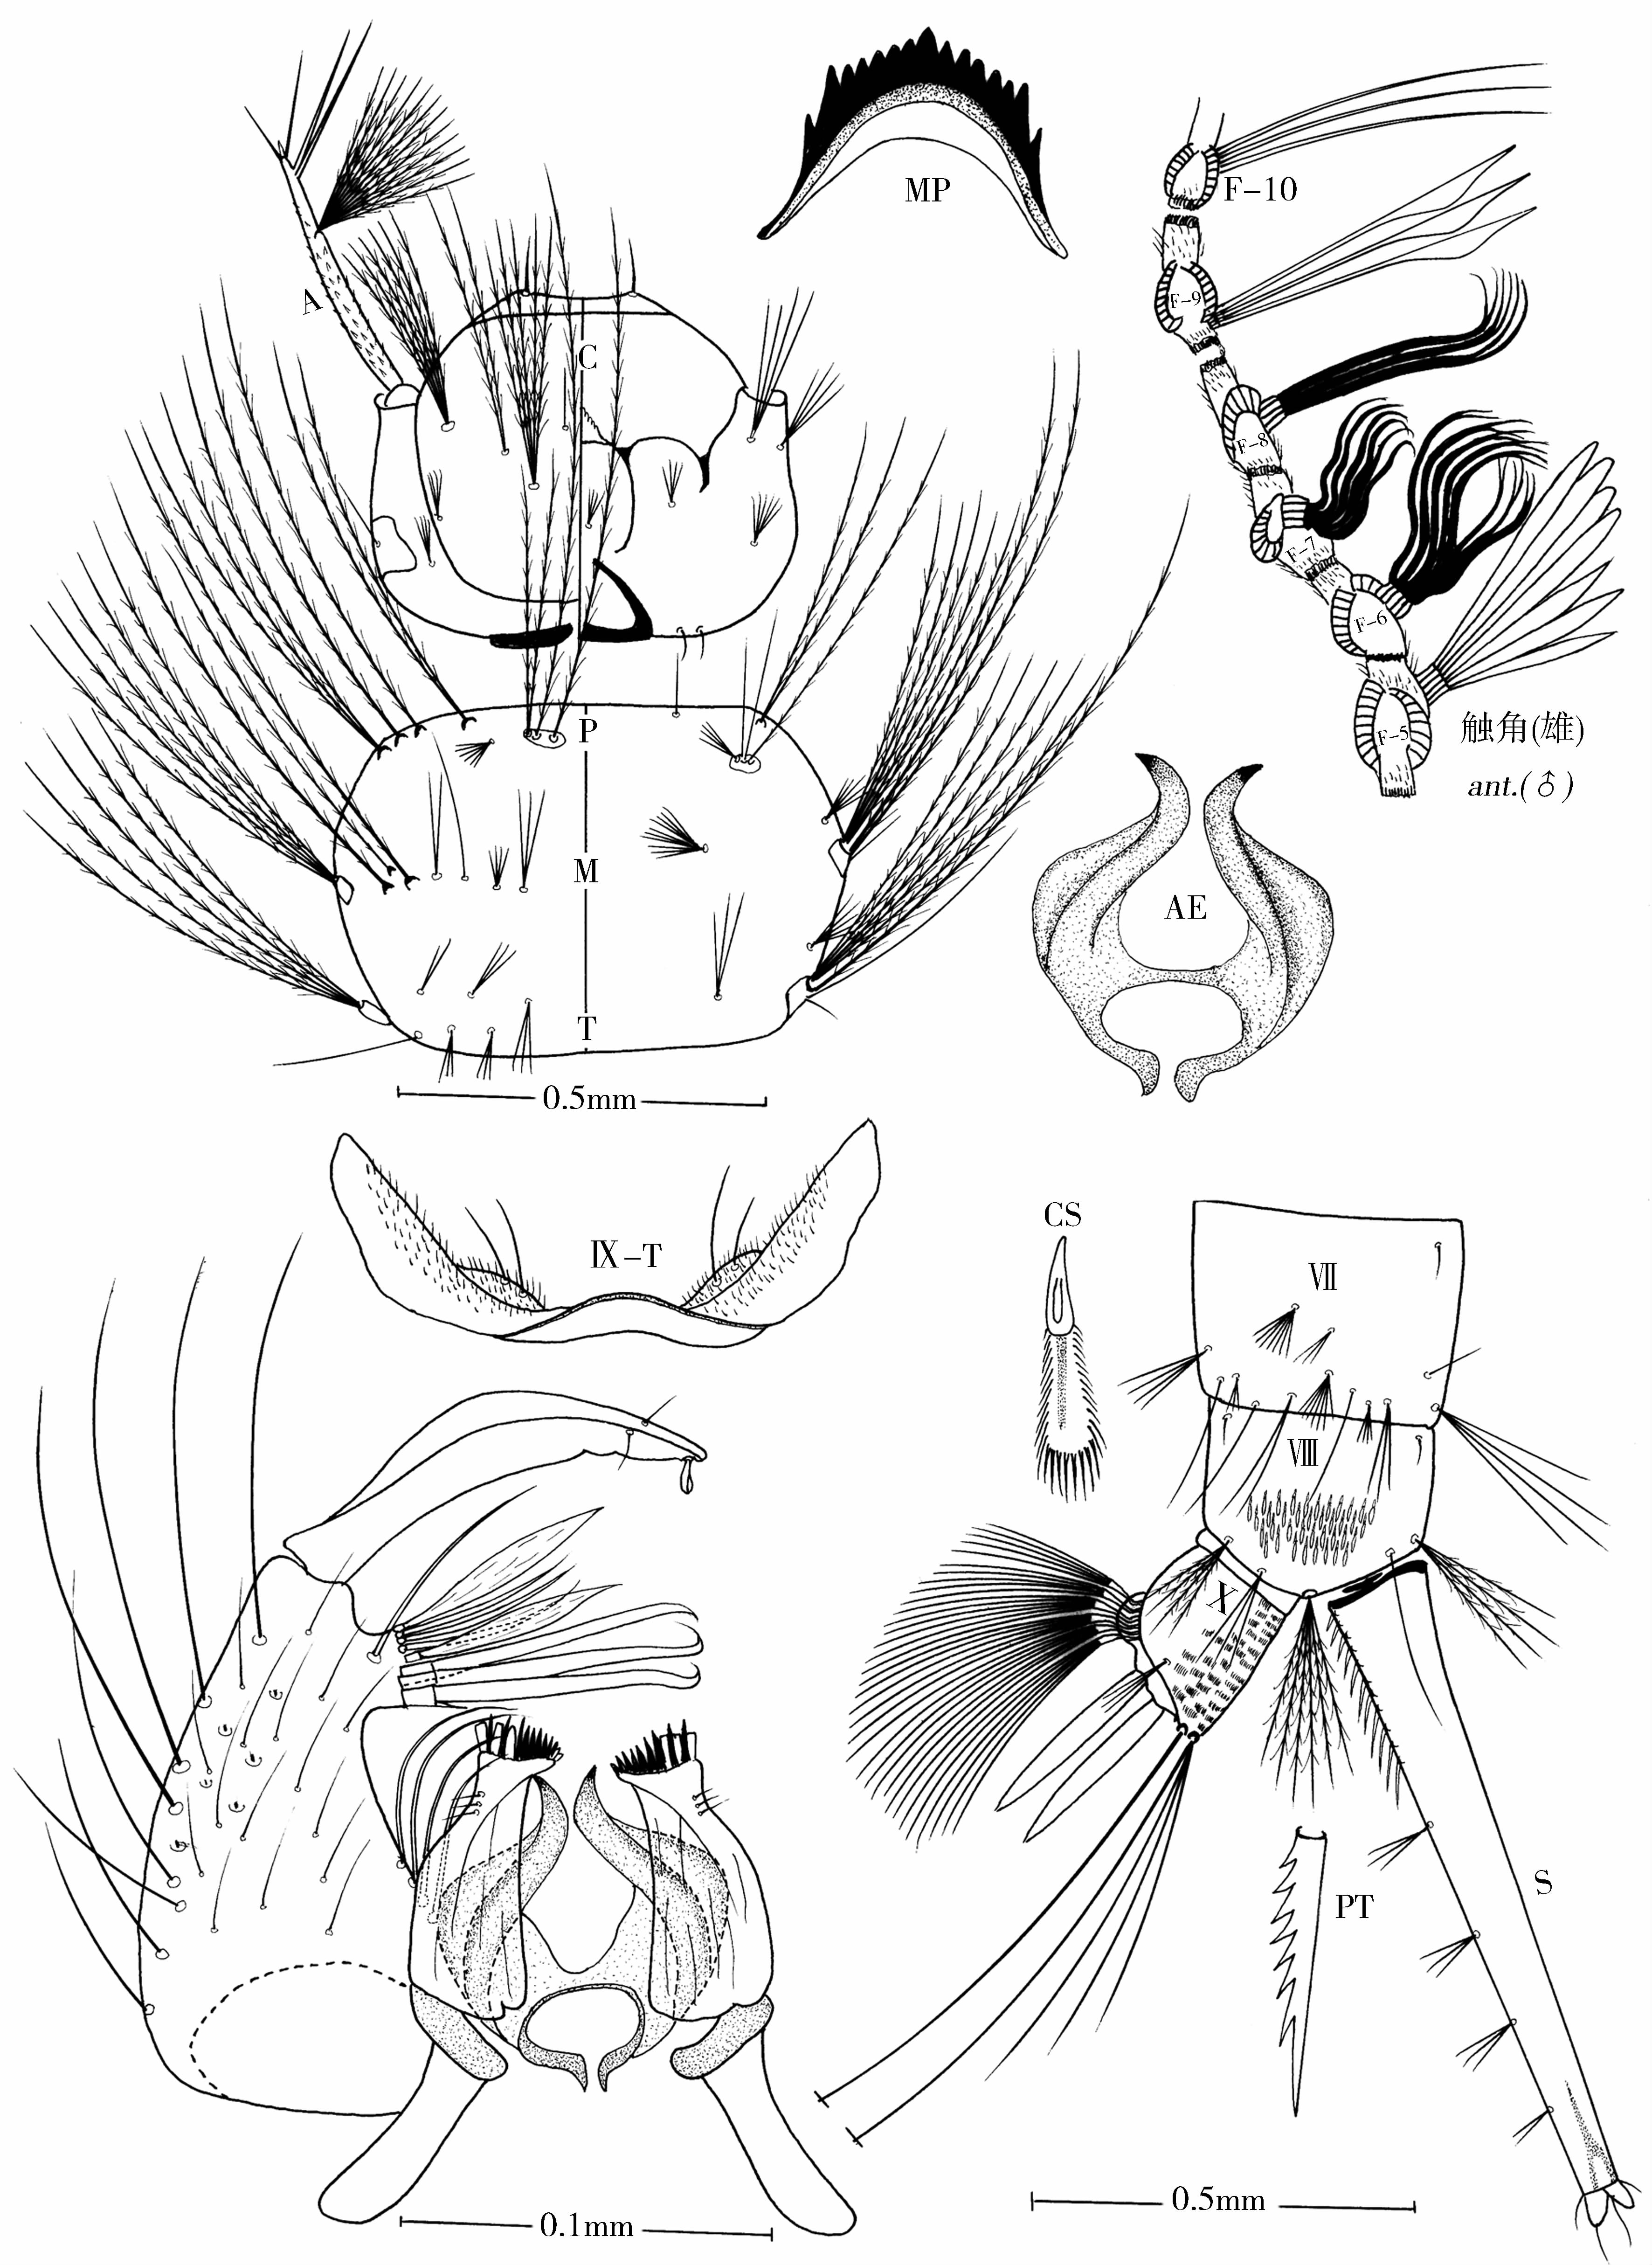 MP
F-10
A
F-9
C
F-8
F-7
F-6
P
F-5
触角(雄)
ant.(♂)
M
AE
T
0.5mm
CS
Ⅸ-T
Ⅶ
Ⅷ
X
S
PT
0.5mm
0.1mm